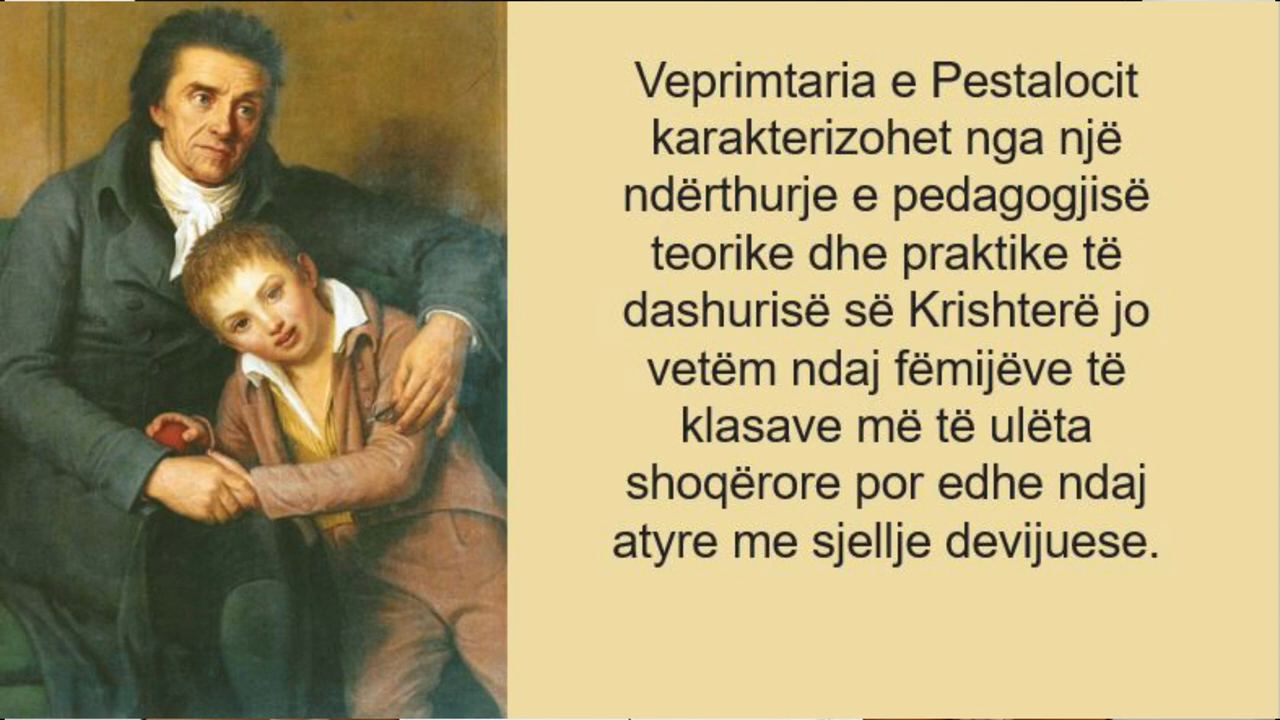 Veprimtaria e Pestalocit
karakterizohet nga një
ndërthurje e pedagogjisë
teorike dhe praktike të
dashurisë së Krishterë jo
vetëm ndaj fëmijëve të
klasave më të ulëta
shoqërore por edhe ndaj
atyre me sjellje devijuese.